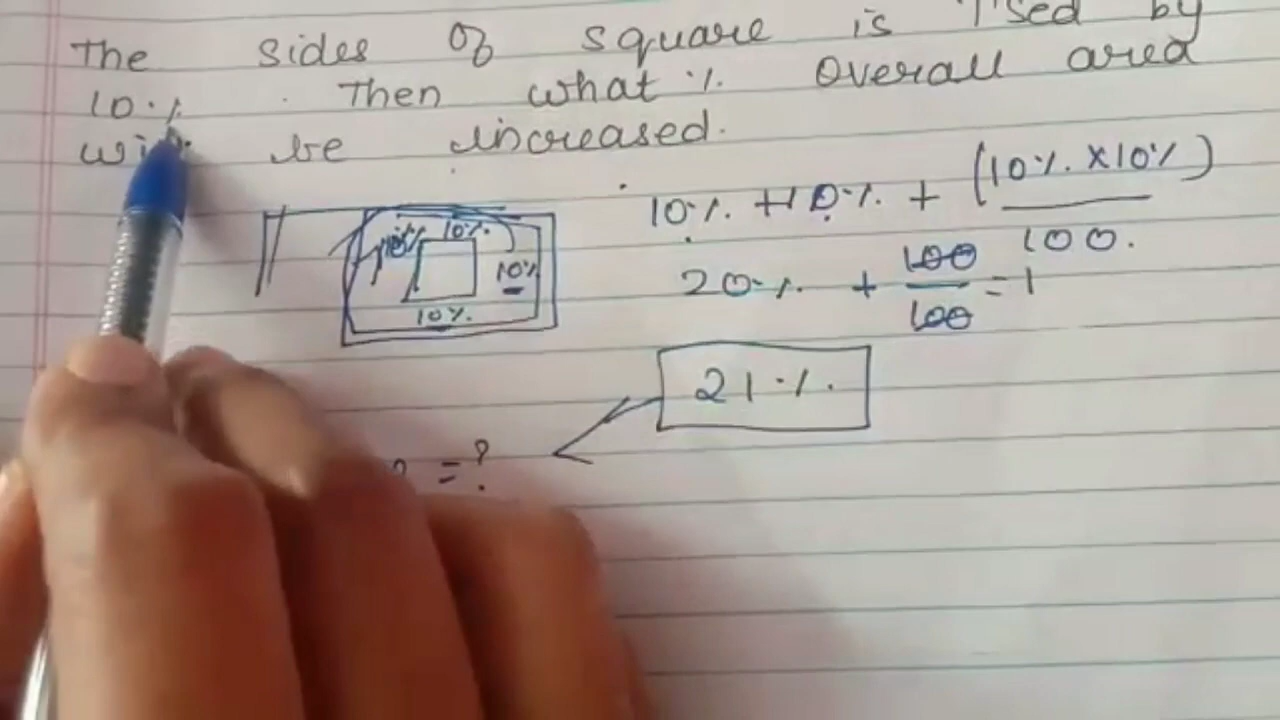 The sides of square is ised by
10% . Then what % overall area
will be increased.
10% + 10% + (10% x 10%)
100.
20% + 100/100 = 1
10% 10%
10%
10%
21%.
= ?